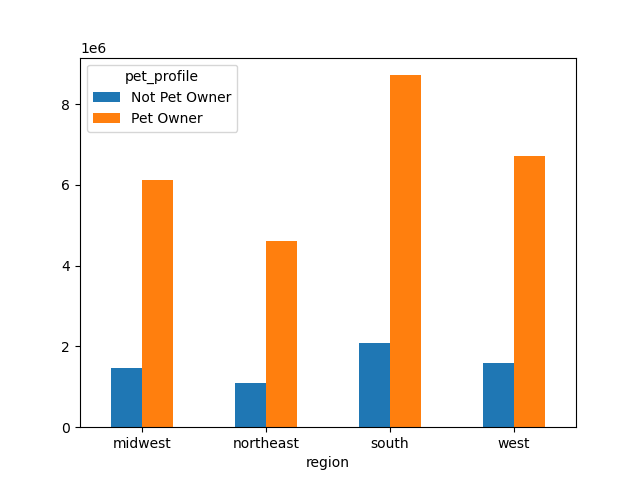 1e6
pet_profile
Not Pet Owner
Pet Owner
8
6
4
2
0
midwest northeast south west
region